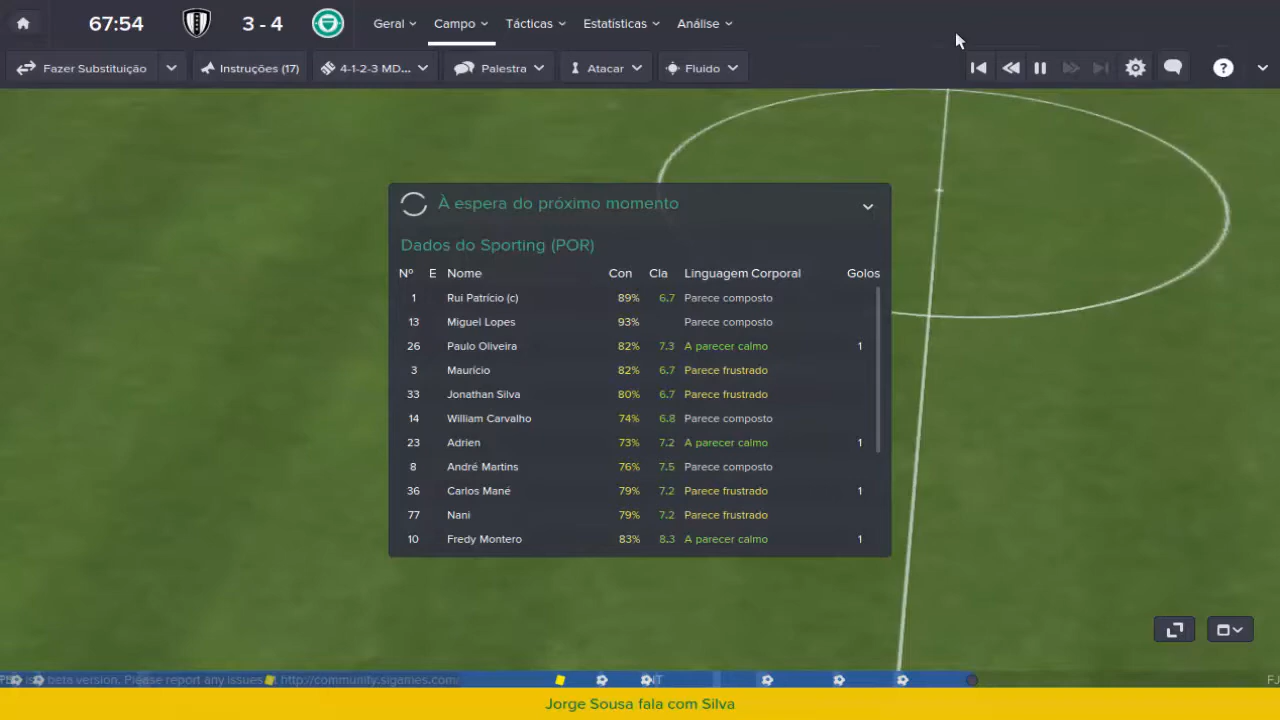 67:54 3 - 4 Geral Campo Tácticas Estatísticas Análise
Fazer Substituição Instruções (17) 4-1-2-3 MD... Palestra Atacar Fluido ?
À espera do próximo momento
Dados do Sporting (POR)
Nº E Nome Con Cla Linguagem Corporal Golos
1 Rui Patrício (c) 89% 6.7 Parece composto
13 Miguel Lopes 93% Parece composto
26 Paulo Oliveira 82% 7.3 A parecer calmo 1
3 Maurício 82% 6.7 Parece frustrado
33 Jonathan Silva 80% 6.7 Parece frustrado
14 William Carvalho 74% 6.8 Parece composto
23 Adrien 73% 7.2 A parecer calmo 1
8 André Martins 76% 7.5 Parece composto
36 Carlos Mané 79% 7.2 Parece frustrado 1
77 Nani 79% 7.2 Parece frustrado
10 Fredy Montero 83% 8.3 A parecer calmo 1
beta version. Please report any issues at http://community.sigames.com/ FJ
Jorge Sousa fala com Silva